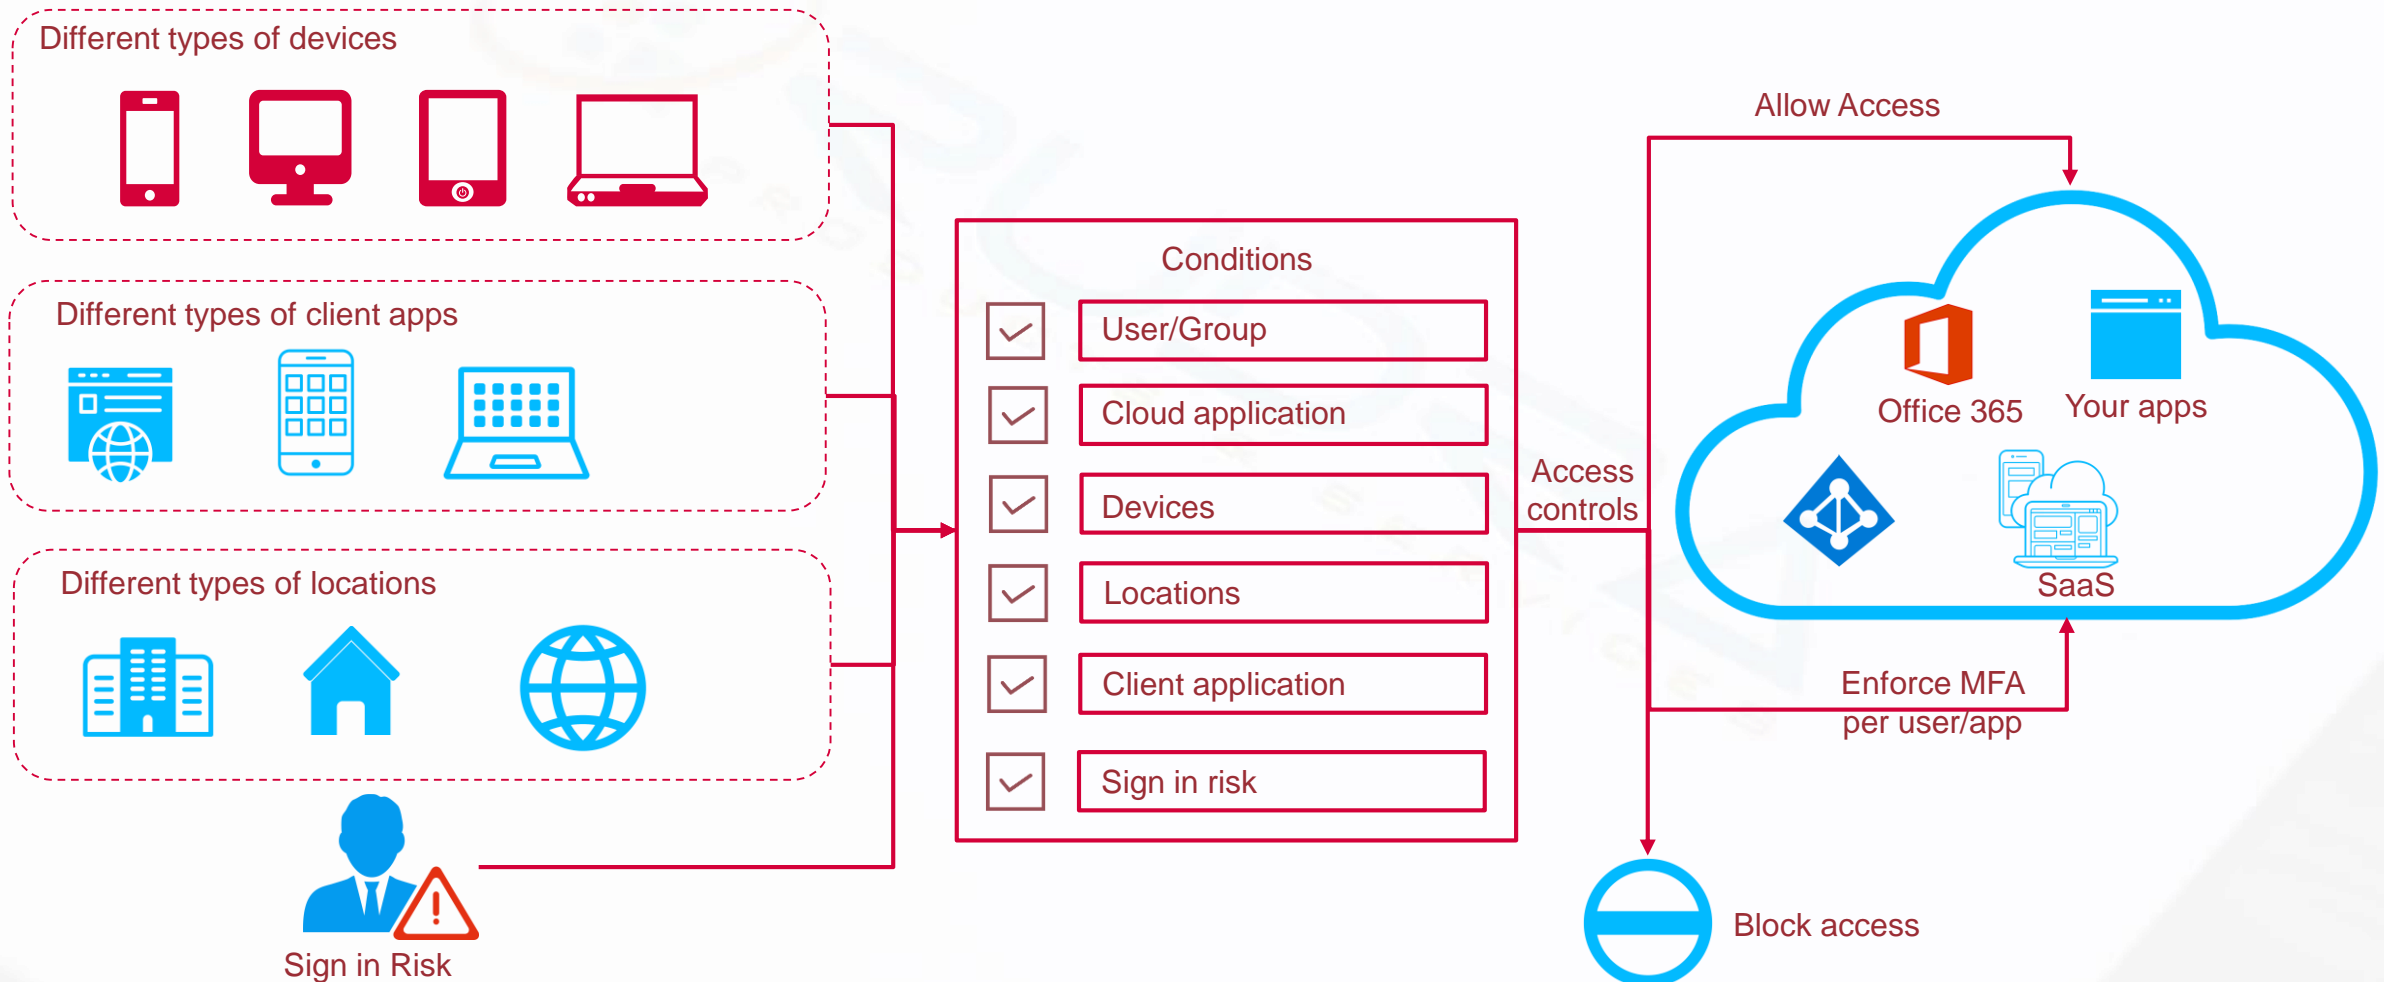 Different types of devices
Different types of client apps
Different types of locations
Sign in Risk
Conditions
User/Group
Cloud application
Devices
Locations
Client application
Sign in risk
Access
controls
Allow Access
Office 365
Your apps
SaaS
Enforce MFA
per user/app
Block access